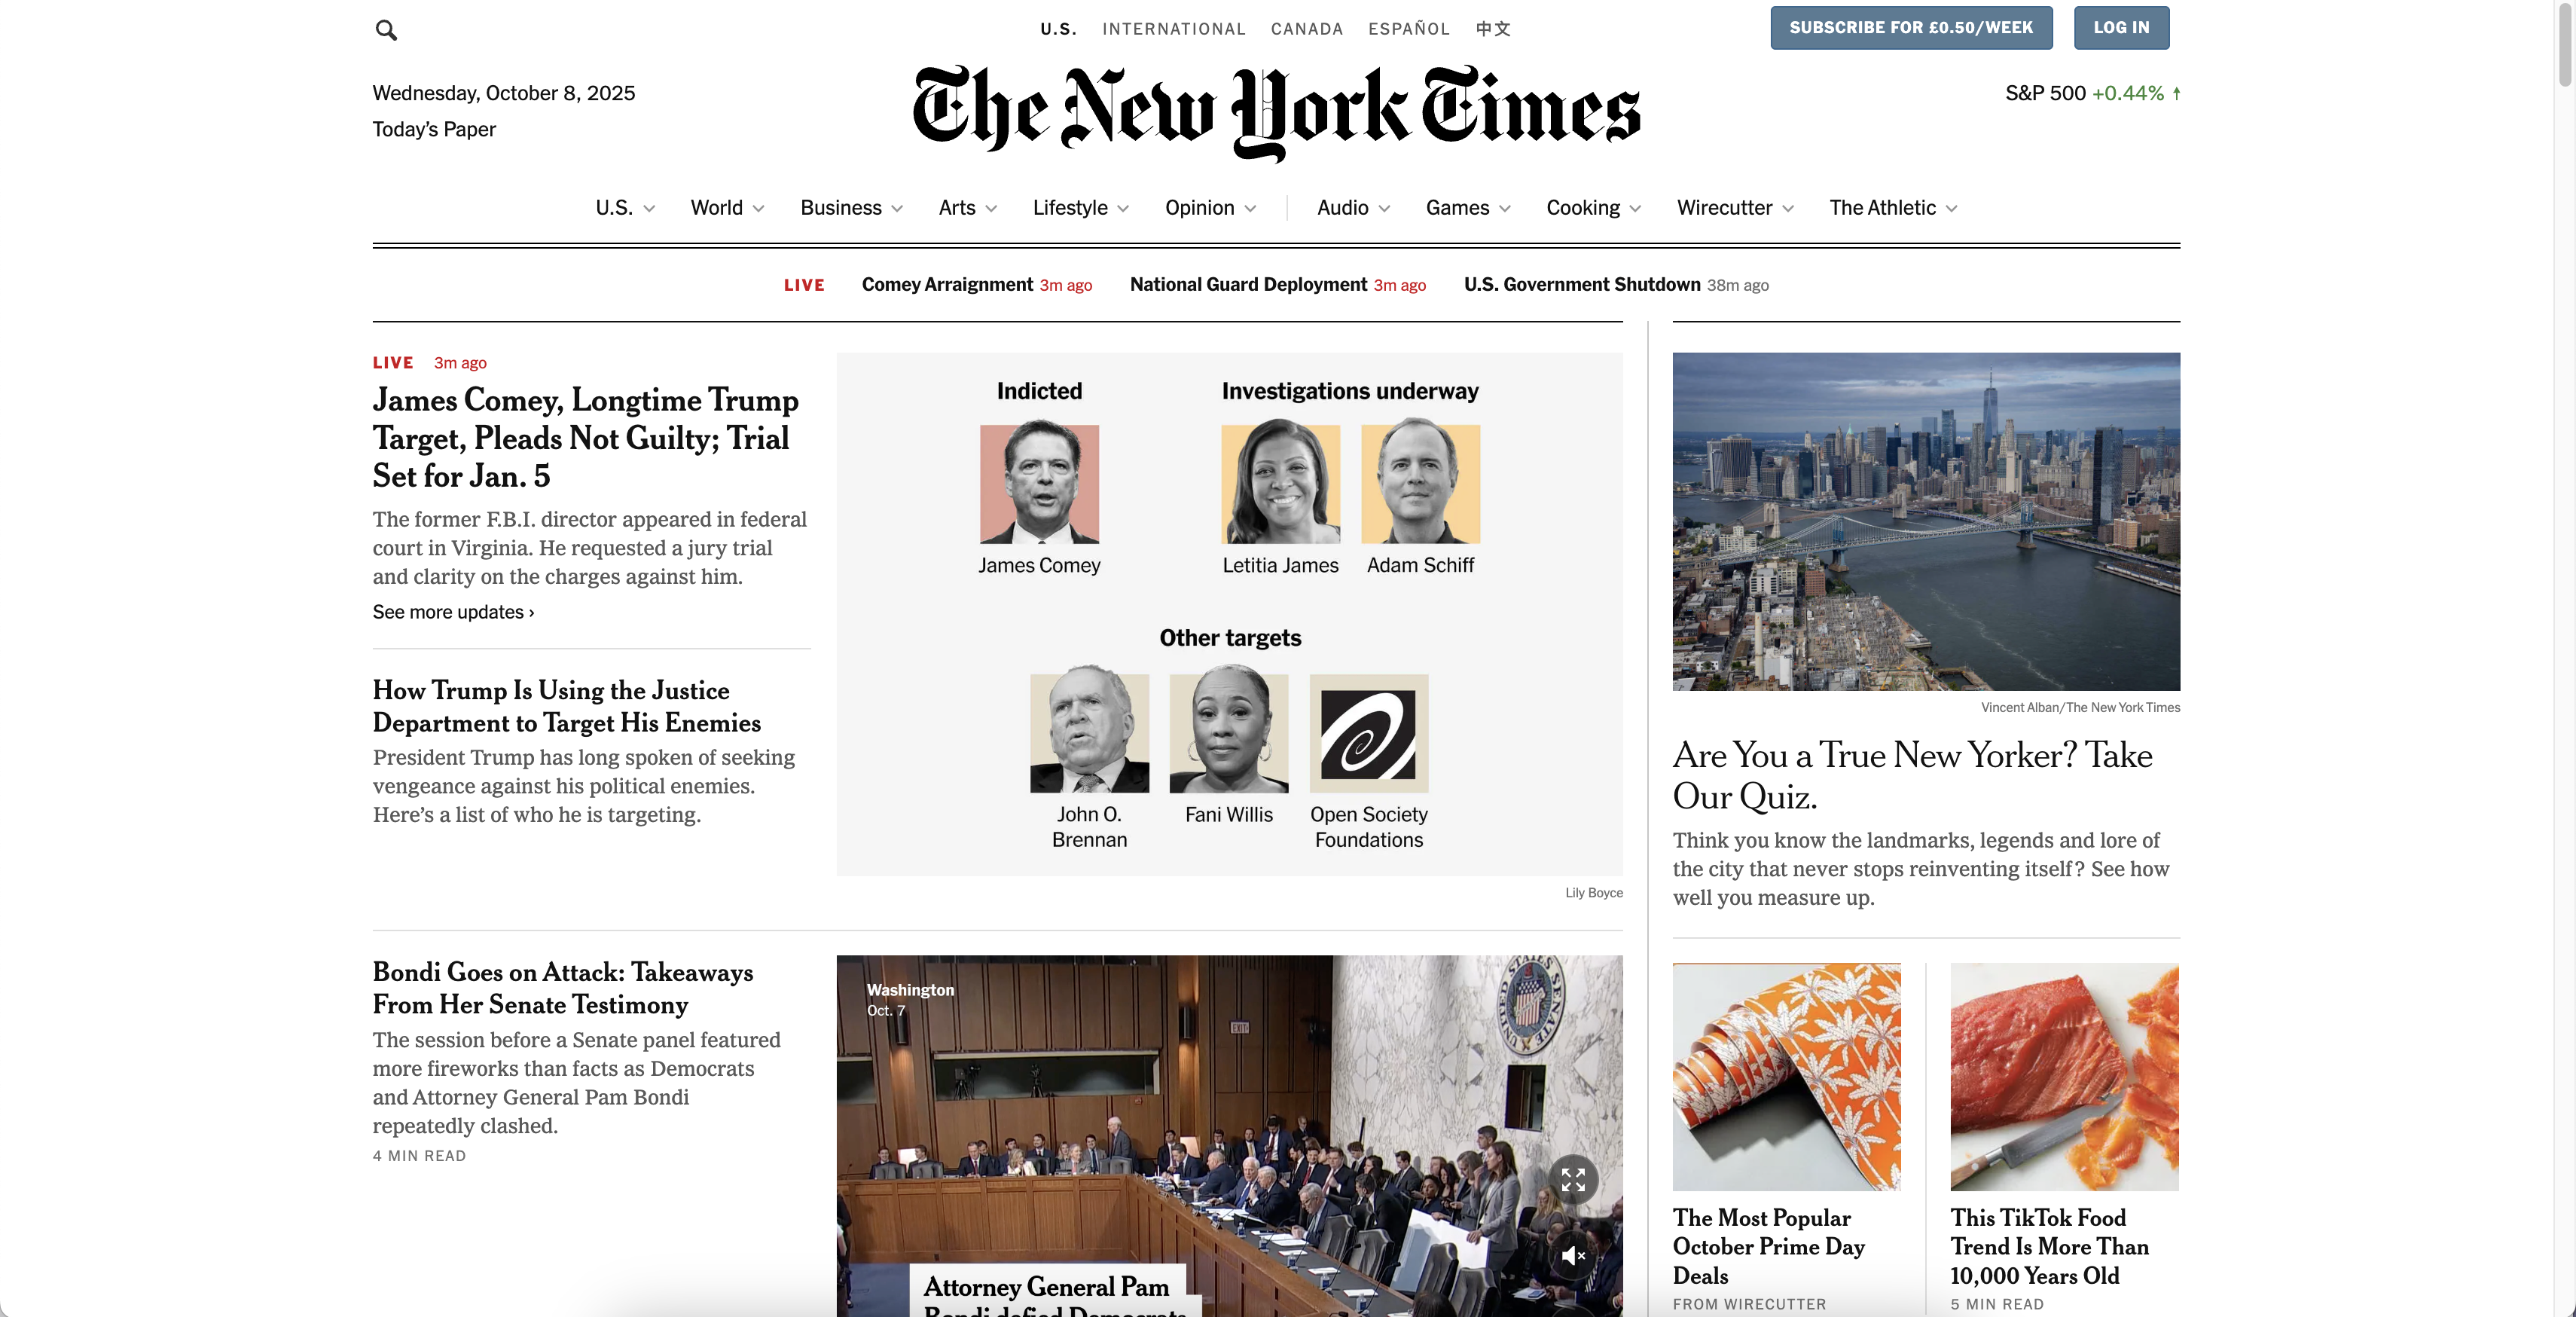 U.S. INTERNATIONAL CANADA ESPAÑOL 中文
SUBSCRIBE FOR £0.50/WEEK
LOG IN
Wednesday, October 8, 2025
Today’s Paper
The New York Times
S&P 500 +0.44% ↑
U.S. World Business Arts Lifestyle Opinion Audio Games Cooking Wirecutter The Athletic
LIVE Comey Arraignment 3m ago National Guard Deployment 3m ago U.S. Government Shutdown 38m ago
LIVE 3m ago
James Comey, Longtime Trump
Target, Pleads Not Guilty; Trial
Set for Jan. 5
The former F.B.I. director appeared in federal
court in Virginia. He requested a jury trial
and clarity on the charges against him.
See more updates ›
How Trump Is Using the Justice
Department to Target His Enemies
President Trump has long spoken of seeking
vengeance against his political enemies.
Here’s a list of who he is targeting.
Indicted
James Comey
Investigations underway
Letitia James
Adam Schiff
Other targets
John O.
Brennan
Fani Willis
Open Society
Foundations
Lily Boyce
Bondi Goes on Attack: Takeaways
From Her Senate Testimony
The session before a Senate panel featured
more fireworks than facts as Democrats
and Attorney General Pam Bondi
repeatedly clashed.
4 MIN READ
Washington
Oct. 7
EXIT
STATES SENATE
Attorney General Pam
Bondi defied Democrats
Vincent Alban/The New York Times
Are You a True New Yorker? Take
Our Quiz.
Think you know the landmarks, legends and lore of
the city that never stops reinventing itself? See how
well you measure up.
The Most Popular
October Prime Day
Deals
FROM WIRECUTTER
This TikTok Food
Trend Is More Than
10,000 Years Old
5 MIN READ